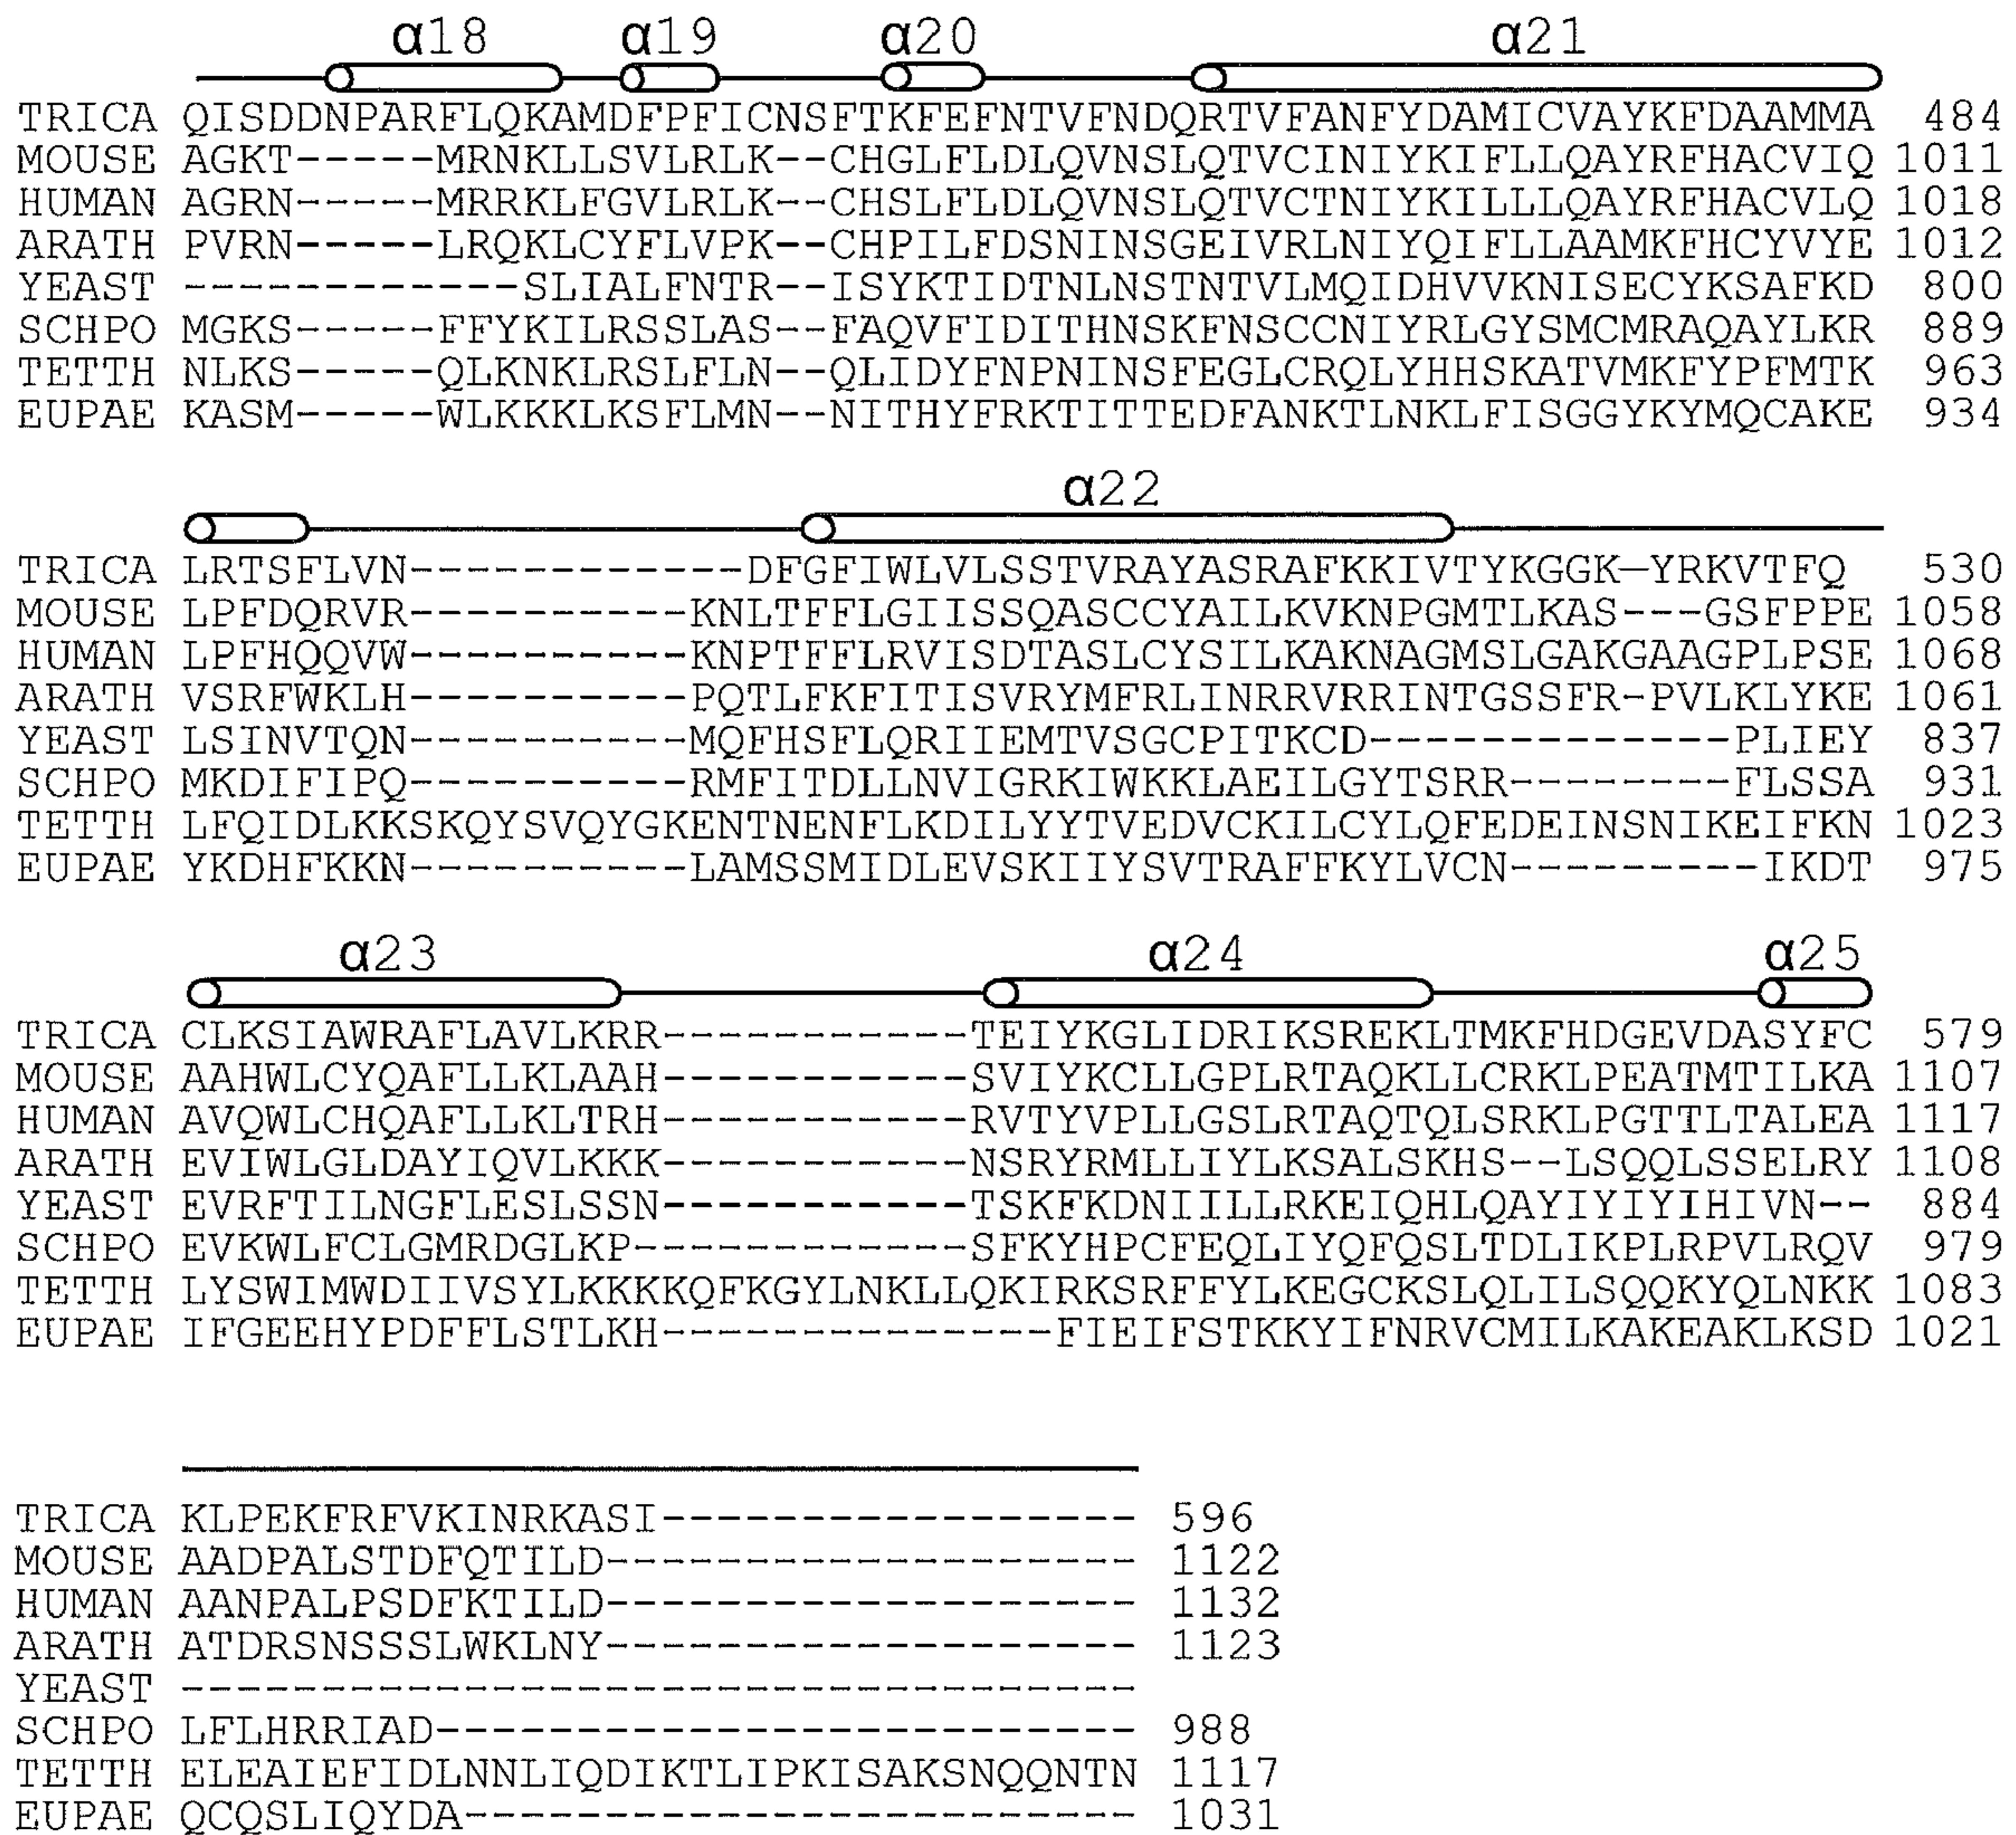 α18 α19 α20 α21
TRICA QISDDNPARFLQKAMDFPFICNSFTKFEFNTVFNDQRTVFANFYDAMICVAYKFDAAMMA 484
MOUSE AGKT-----MRNKLLSVLRLK--CHGLFLDLQVNSLQTVCINIYKIFLLQAYRFHACVIQ 1011
HUMAN AGRN-----MRRKLFGVLRLK--CHSLFLDLQVNSLQTVCTNIYKILLLQAYRFHACVLQ 1018
ARATH PVRN-----LRQKLCYFLVPK--CHPILFDSNINSGEIVRLNIYQIFLLAAMKFHCYVYE 1012
YEAST ------------SLIALFNTR--ISYKTIDTNLNSTNTVLMQIDHVVKNISECYKSAFKD 800
SCHPO MGKS-----FFYKILRSSLAS--FAQVFIDITHNSKFNSCCNIYRLGYSMCMRAQAYLKR 889
TETTH NLKS-----QLKNKLRSLFLN--QLIDYFNPNINSFEGLCRQLYHHSKATVMKFYPFMTK 963
EUPAE KASM-----WLKKKLKSFLMN--NITHYFRKTITTEDFANKTLNKLFISGGYKYMQCAKE 934
α22
TRICA LRTSFLVN------------DFGFIWLVLSSTVRAYASRAFKKIVTYKGGK-YRKVTFQ 530
MOUSE LPFDQRVR----------KNLTFFLGIISSQASCCYAILKVKNPGMTLKAS---GSFPPE 1058
HUMAN LPFHQQVW----------KNPTFFLRVISDTASLCYSILKAKNAGMSLGAKGAAGPLPSE 1068
ARATH VSRFWKLH----------PQTLFKFITISVRYMFRLINRRVRRINTGSSFR-PVLKLYKE 1061
YEAST LSINVTQN----------MQFHSFLQRIIEMTVSGCPITKCD-------------PLIEY 837
SCHPO MKDIFIPQ----------RMFITDLLNVIGRKIWKKLAEILGYTSRR--------FLSSA 931
TETTH LFQIDLKKSKQYSVQYGKENTNENFLKDILYYTVEDVCKILCYLQFEDEINSNIKEIFKN 1023
EUPAE YKDHFKKN----------LAMSSMIDLEVSKIIYSVTRAFFKYLVCN---------IKDT 975
α23 α24 α25
TRICA CLKSIAWRAFLAVLKRR-----------TEIYKGLIDRIKSREKLTMKFHDGEVDASYFC 579
MOUSE AAHWLCYQAFLLKLAAH-----------SVIYKCLLGPLRTAQKLLCRKLPEATMTILKA 1107
HUMAN AVQWLCHQAFLLKLTRH-----------RVTYVPLLGSLRTAQTQLSRKLPGTTLTALEA 1117
ARATH EVIWLGLDAYIQVLKKK-----------NSRYRMLLIYLKSALSKHS--LSQQLSSELRY 1108
YEAST EVRFTILNGFLESLSSN-----------TSKFKDNIILLRKEIQHLQAYIYIYIHIVN-- 884
SCHPO EVKWLFCLGMRDGLKP------------SFKYHPCFEQLIYQFQSLTDLIKPLRPVLRQV 979
TETTH LYSWIMWDIIVSYLKKKKKQFKGYLNKLLQKIRKSRFFYLKEGCKSLQLILSQQKYQLNKK 1083
EUPAE IFGEEHYPDFFLSTLKH--------------FIEIFSTKKYIFNRVCMILKAKEAKLKSD 1021
TRICA KLPEKFRFVKINRKASI----------------- 596
MOUSE AADPALSTDFQTILD------------------- 1122
HUMAN AANPALPSDFKTILD------------------- 1132
ARATH ATDRSNSSSSLWKLNY------------------- 1123
YEAST ----------------------------------
SCHPO LFLHRRIAD------------------------- 988
TETTH ELEAIEFIDLNNLIQDIKTLIPKISAKSNQQNTN 1117
EUPAE QCQSLIQYDA------------------------ 1031